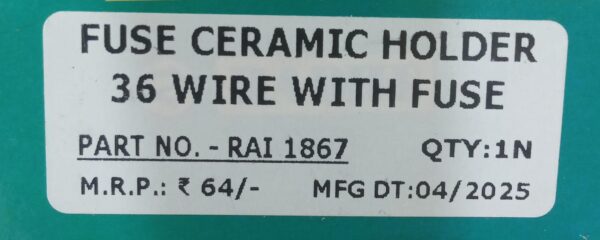 FUSE CERAMIC HOLDER
36 WIRE WITH FUSE
PART NO. - RAI 1867 QTY:1N
M.R.P.: ₹ 64/- MFG DT:04/2025